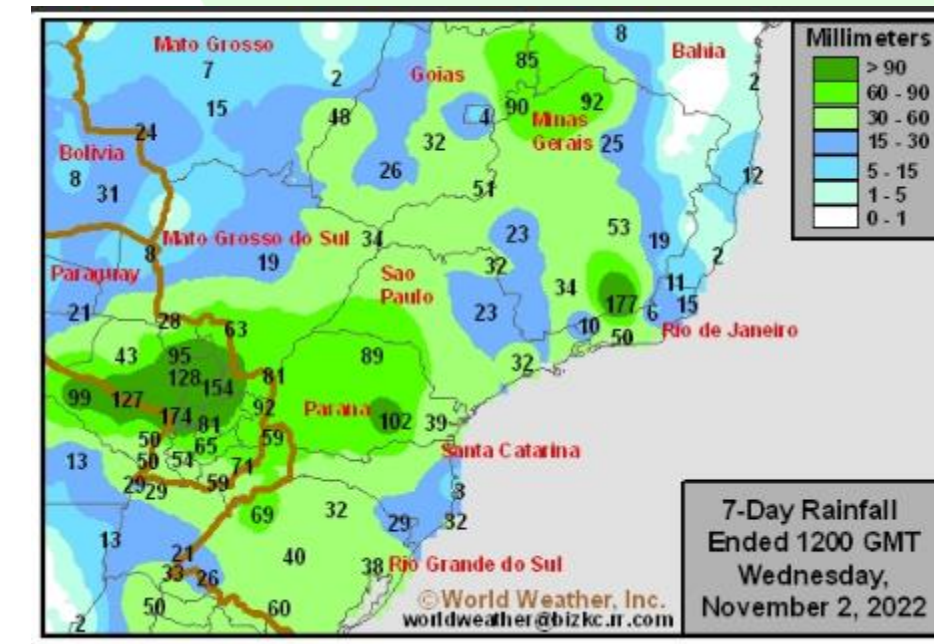 Millimeters
> 90
60 - 90
30 - 60
15 - 30
5 - 15
1 - 5
0 - 1
8
Mato Grosso
7
2
Goias
85
Bahia
2
15
48
90
92
4
Minas
Gerais
25
24
32
Bolivia
8
31
26
51
12
53
19
2
8
Mato Grosso do Sul
34
23
19
32
Paraguay
Sao
Paulo
34
177
11
15
6
21
28
63
23
10
50
Rio de Janeiro
43
95
89
32
128
154
81
99
127
174
92
Parana
102
39
81
50
65
59
Santa Catarina
13
50
54
71
29
29
59
3
69
32
29
32
13
21
40
38
Rio Grande do Sul
33
26
50
60
2
©World Weather, Inc.
worldweather@bizkc.rr.com
7-Day Rainfall
Ended 1200 GMT
Wednesday,
November 2, 2022